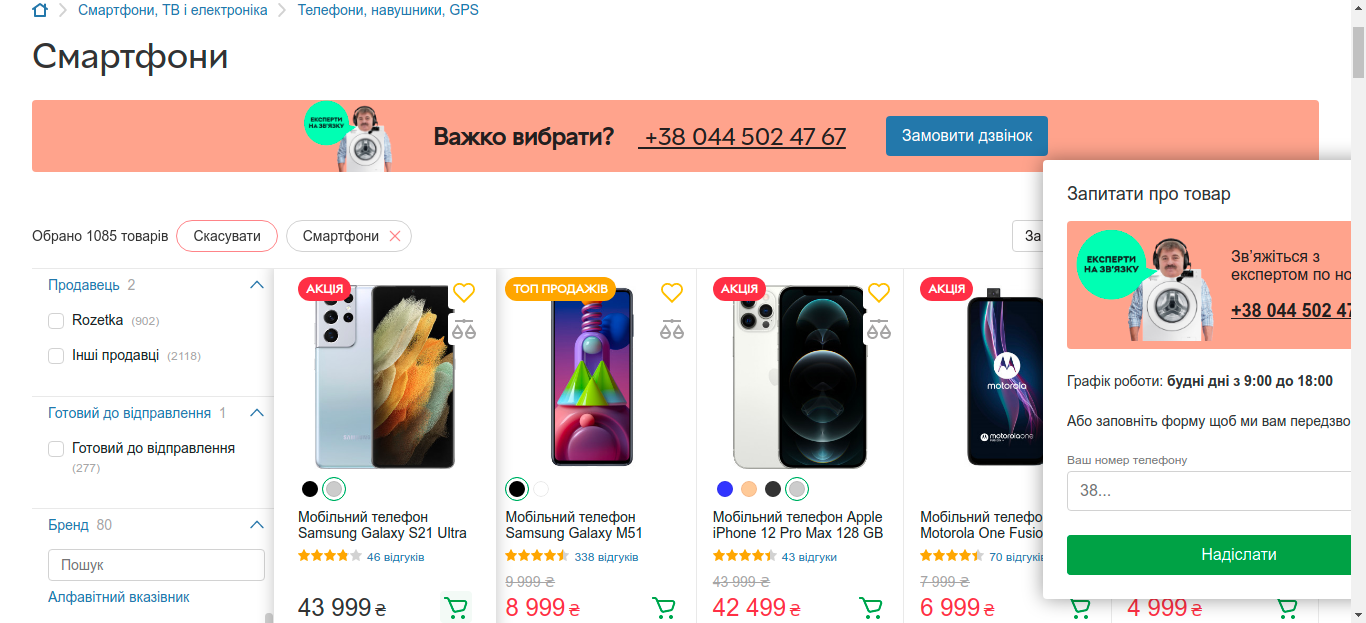 Смартфони, ТВ і електроніка
Телефони, навушники, GPS
Смартфони
ЕКСПЕРТИ
НА ЗВ'ЯЗКУ
Важко вибрати?
+38 044 502 47 67
Замовити дзвінок
Обрано 1085 товарів
Скасувати
Смартфони
За
Продавець 2
Rozetka (902)
Інші продавці (2118)
Готовий до відправлення 1
Готовий до відправлення
(277)
Бренд 80
Пошук
Алфавітний вказівник
АКЦІЯ
Мобільний телефон
Samsung Galaxy S21 Ultra
46 відгуків
43 999 ₴
ТОП ПРОДАЖІВ
Мобільний телефон
Samsung Galaxy M51
338 відгуків
9 999 ₴
8 999 ₴
АКЦІЯ
Мобільний телефон Apple
iPhone 12 Pro Max 128 GB
43 відгуки
43 999 ₴
42 499 ₴
АКЦІЯ
motorola
motorola one
Мобільний телефо
Motorola One Fusio
70 відгуків
7 999 ₴
6 999 ₴
4 999 ₴
Запитати про товар
ЕКСПЕРТИ
НА ЗВ'ЯЗКУ
Зв’яжіться з
експертом по но
+38 044 502 47
Графік роботи: будні дні з 9:00 до 18:00
Або заповніть форму щоб ми вам передзво
Ваш номер телефону
38...
Надіслати